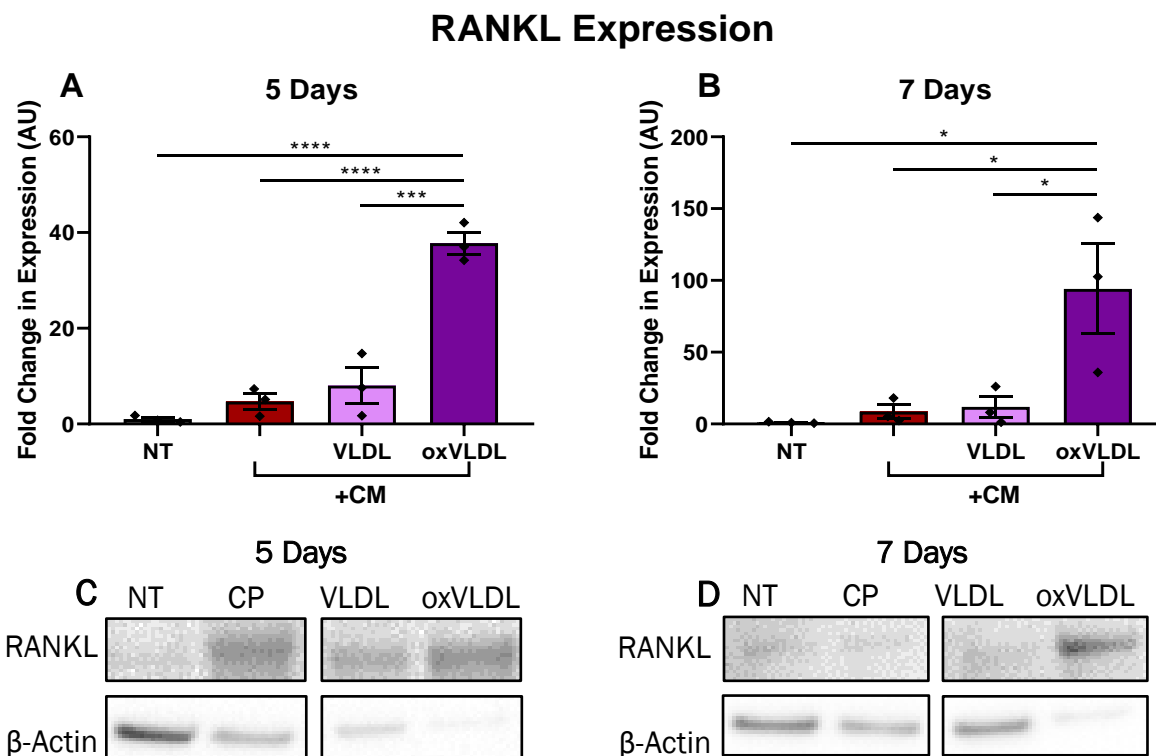 RANKL Expression
A
5 Days
Fold Change in Expression (AU)
60
40
20
0
****
****
***
NT
VLDL
oxVLDL
+CM
B
7 Days
Fold Change in Expression (AU)
200
150
100
50
0
*
*
*
NT
VLDL
oxVLDL
+CM
5 Days
C
NT
CP
VLDL
oxVLDL
RANKL
β-Actin
7 Days
D
NT
CP
VLDL
oxVLDL
RANKL
β-Actin